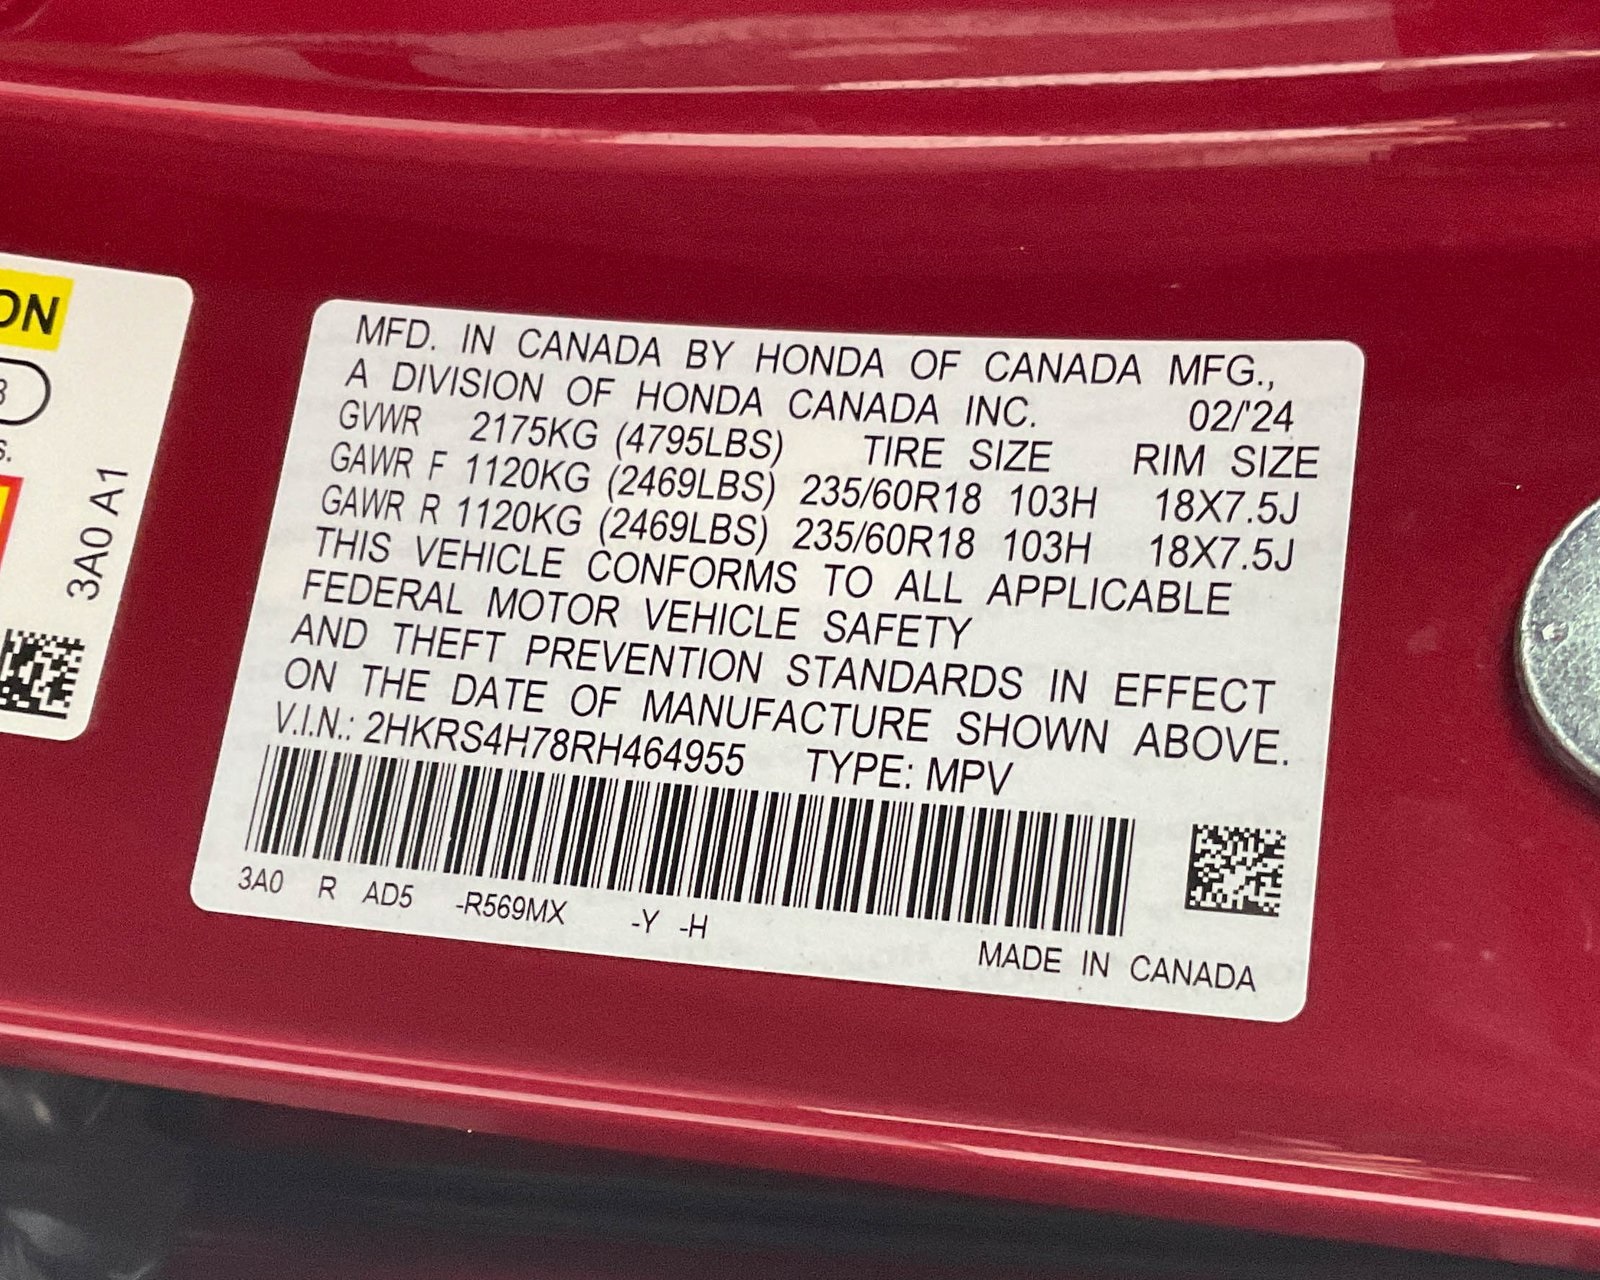 ON
3
S.
3A0 A1
MFD. IN CANADA BY HONDA OF CANADA MFG.,
A DIVISION OF HONDA CANADA INC. 02/'24
GVWR 2175KG (4795LBS) TIRE SIZE RIM SIZE
GAWR F 1120KG (2469LBS) 235/60R18 103H 18X7.5J
GAWR R 1120KG (2469LBS) 235/60R18 103H 18X7.5J
THIS VEHICLE CONFORMS TO ALL APPLICABLE
FEDERAL MOTOR VEHICLE SAFETY
AND THEFT PREVENTION STANDARDS IN EFFECT
ON THE DATE OF MANUFACTURE SHOWN ABOVE.
V.I.N.: 2HKRS4H78RH464955 TYPE: MPV
3A0 R AD5 -R569MX -Y -H
MADE IN CANADA